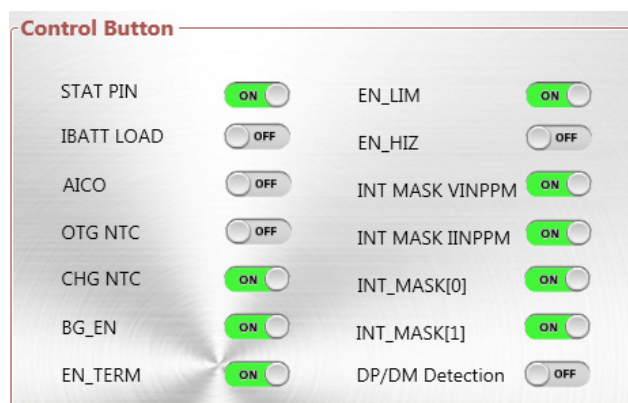 Control Button
STAT PIN ON
IBATT LOAD OFF
AICO OFF
OTG NTC OFF
CHG NTC ON
BG_EN ON
EN_TERM ON
EN_LIM ON
EN_HIZ OFF
INT MASK VINPPM ON
INT MASK IINPPM ON
INT_MASK[0] ON
INT_MASK[1] ON
DP/DM Detection OFF